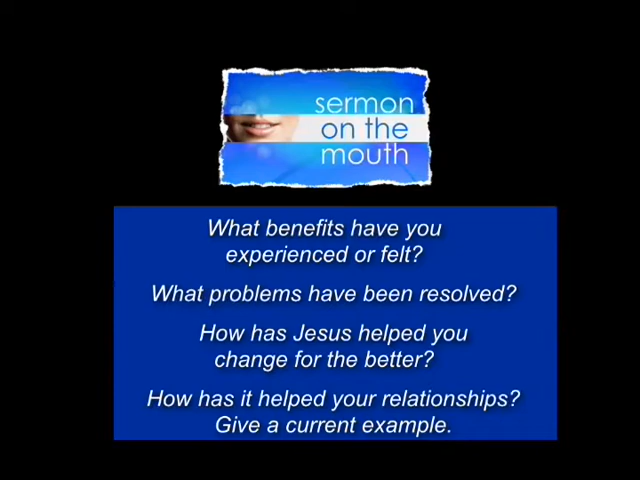 sermon
on the
mouth
What benefits have you
experienced or felt?
What problems have been resolved?
How has Jesus helped you
change for the better?
How has it helped your relationships?
Give a current example.